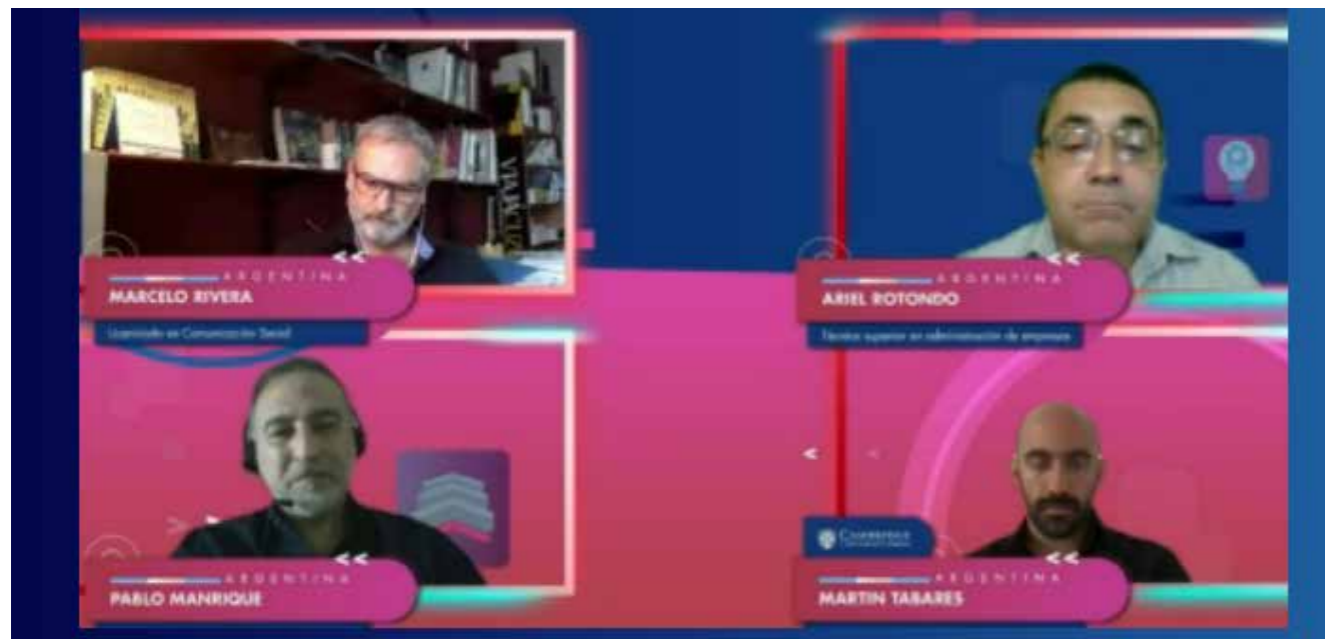 <<
ARGENTINA
MARCELO RIVERA
Licenciado en Comunicación Social
<<
ARGENTINA
ARIEL ROTONDO
Técnico superior en administración de empresas
<<
ARGENTINA
PABLO MANRIQUE
CAMBRIDGE
<<
ARGENTINA
MARTIN TABARES